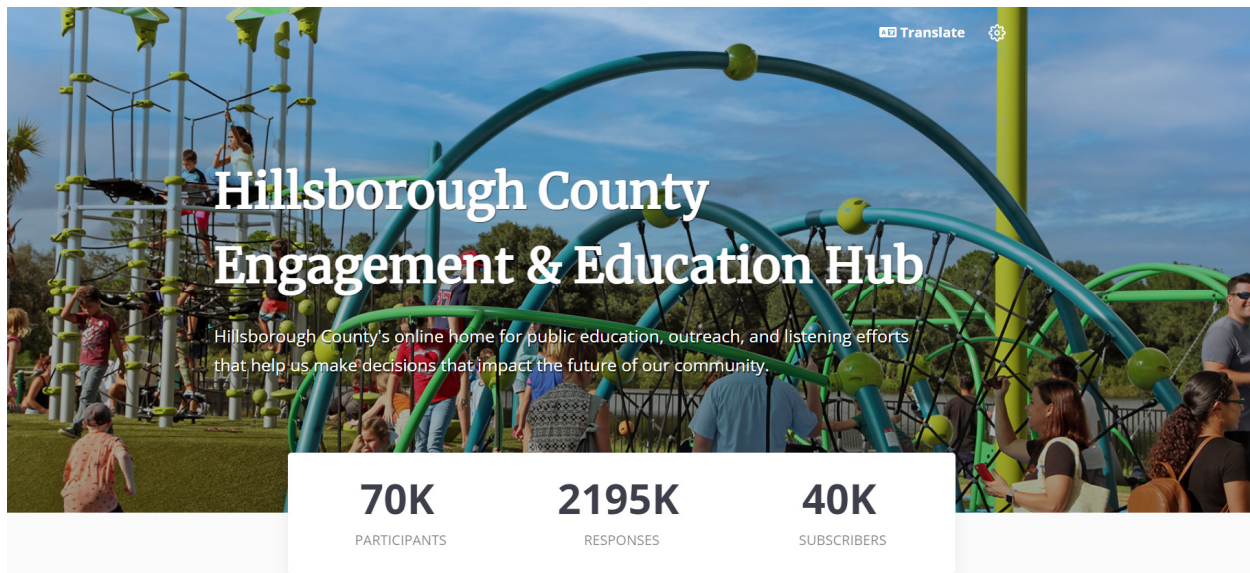 Translate
Hillsborough County
Engagement & Education Hub
Hillsborough County's online home for public education, outreach, and listening efforts
that help us make decisions that impact the future of our community.
70K 2195K 40K
PARTICIPANTS RESPONSES SUBSCRIBERS